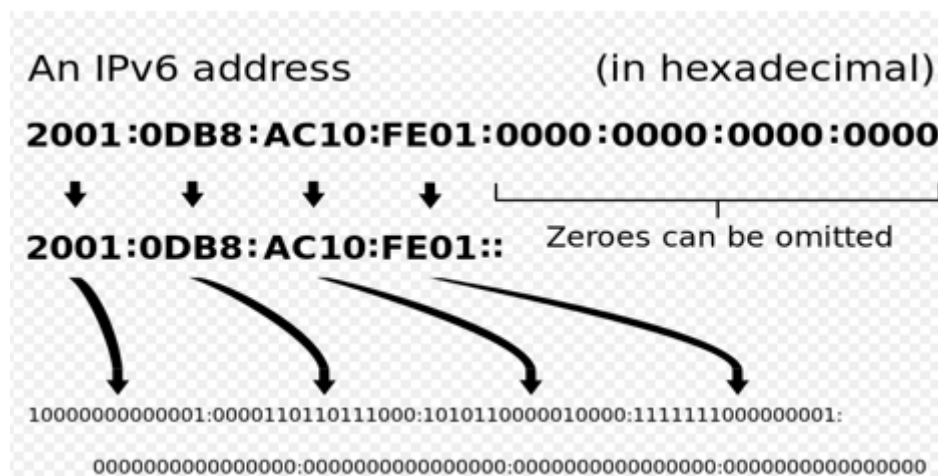 An IPv6 address (in hexadecimal)
2001:0DB8:AC10:FE01:0000:0000:0000:0000
2001:0DB8:AC10:FE01::
Zeroes can be omitted
10000000000001:0000110110111000:1010110000010000:1111111000000001:
0000000000000000:0000000000000000:0000000000000000:0000000000000000